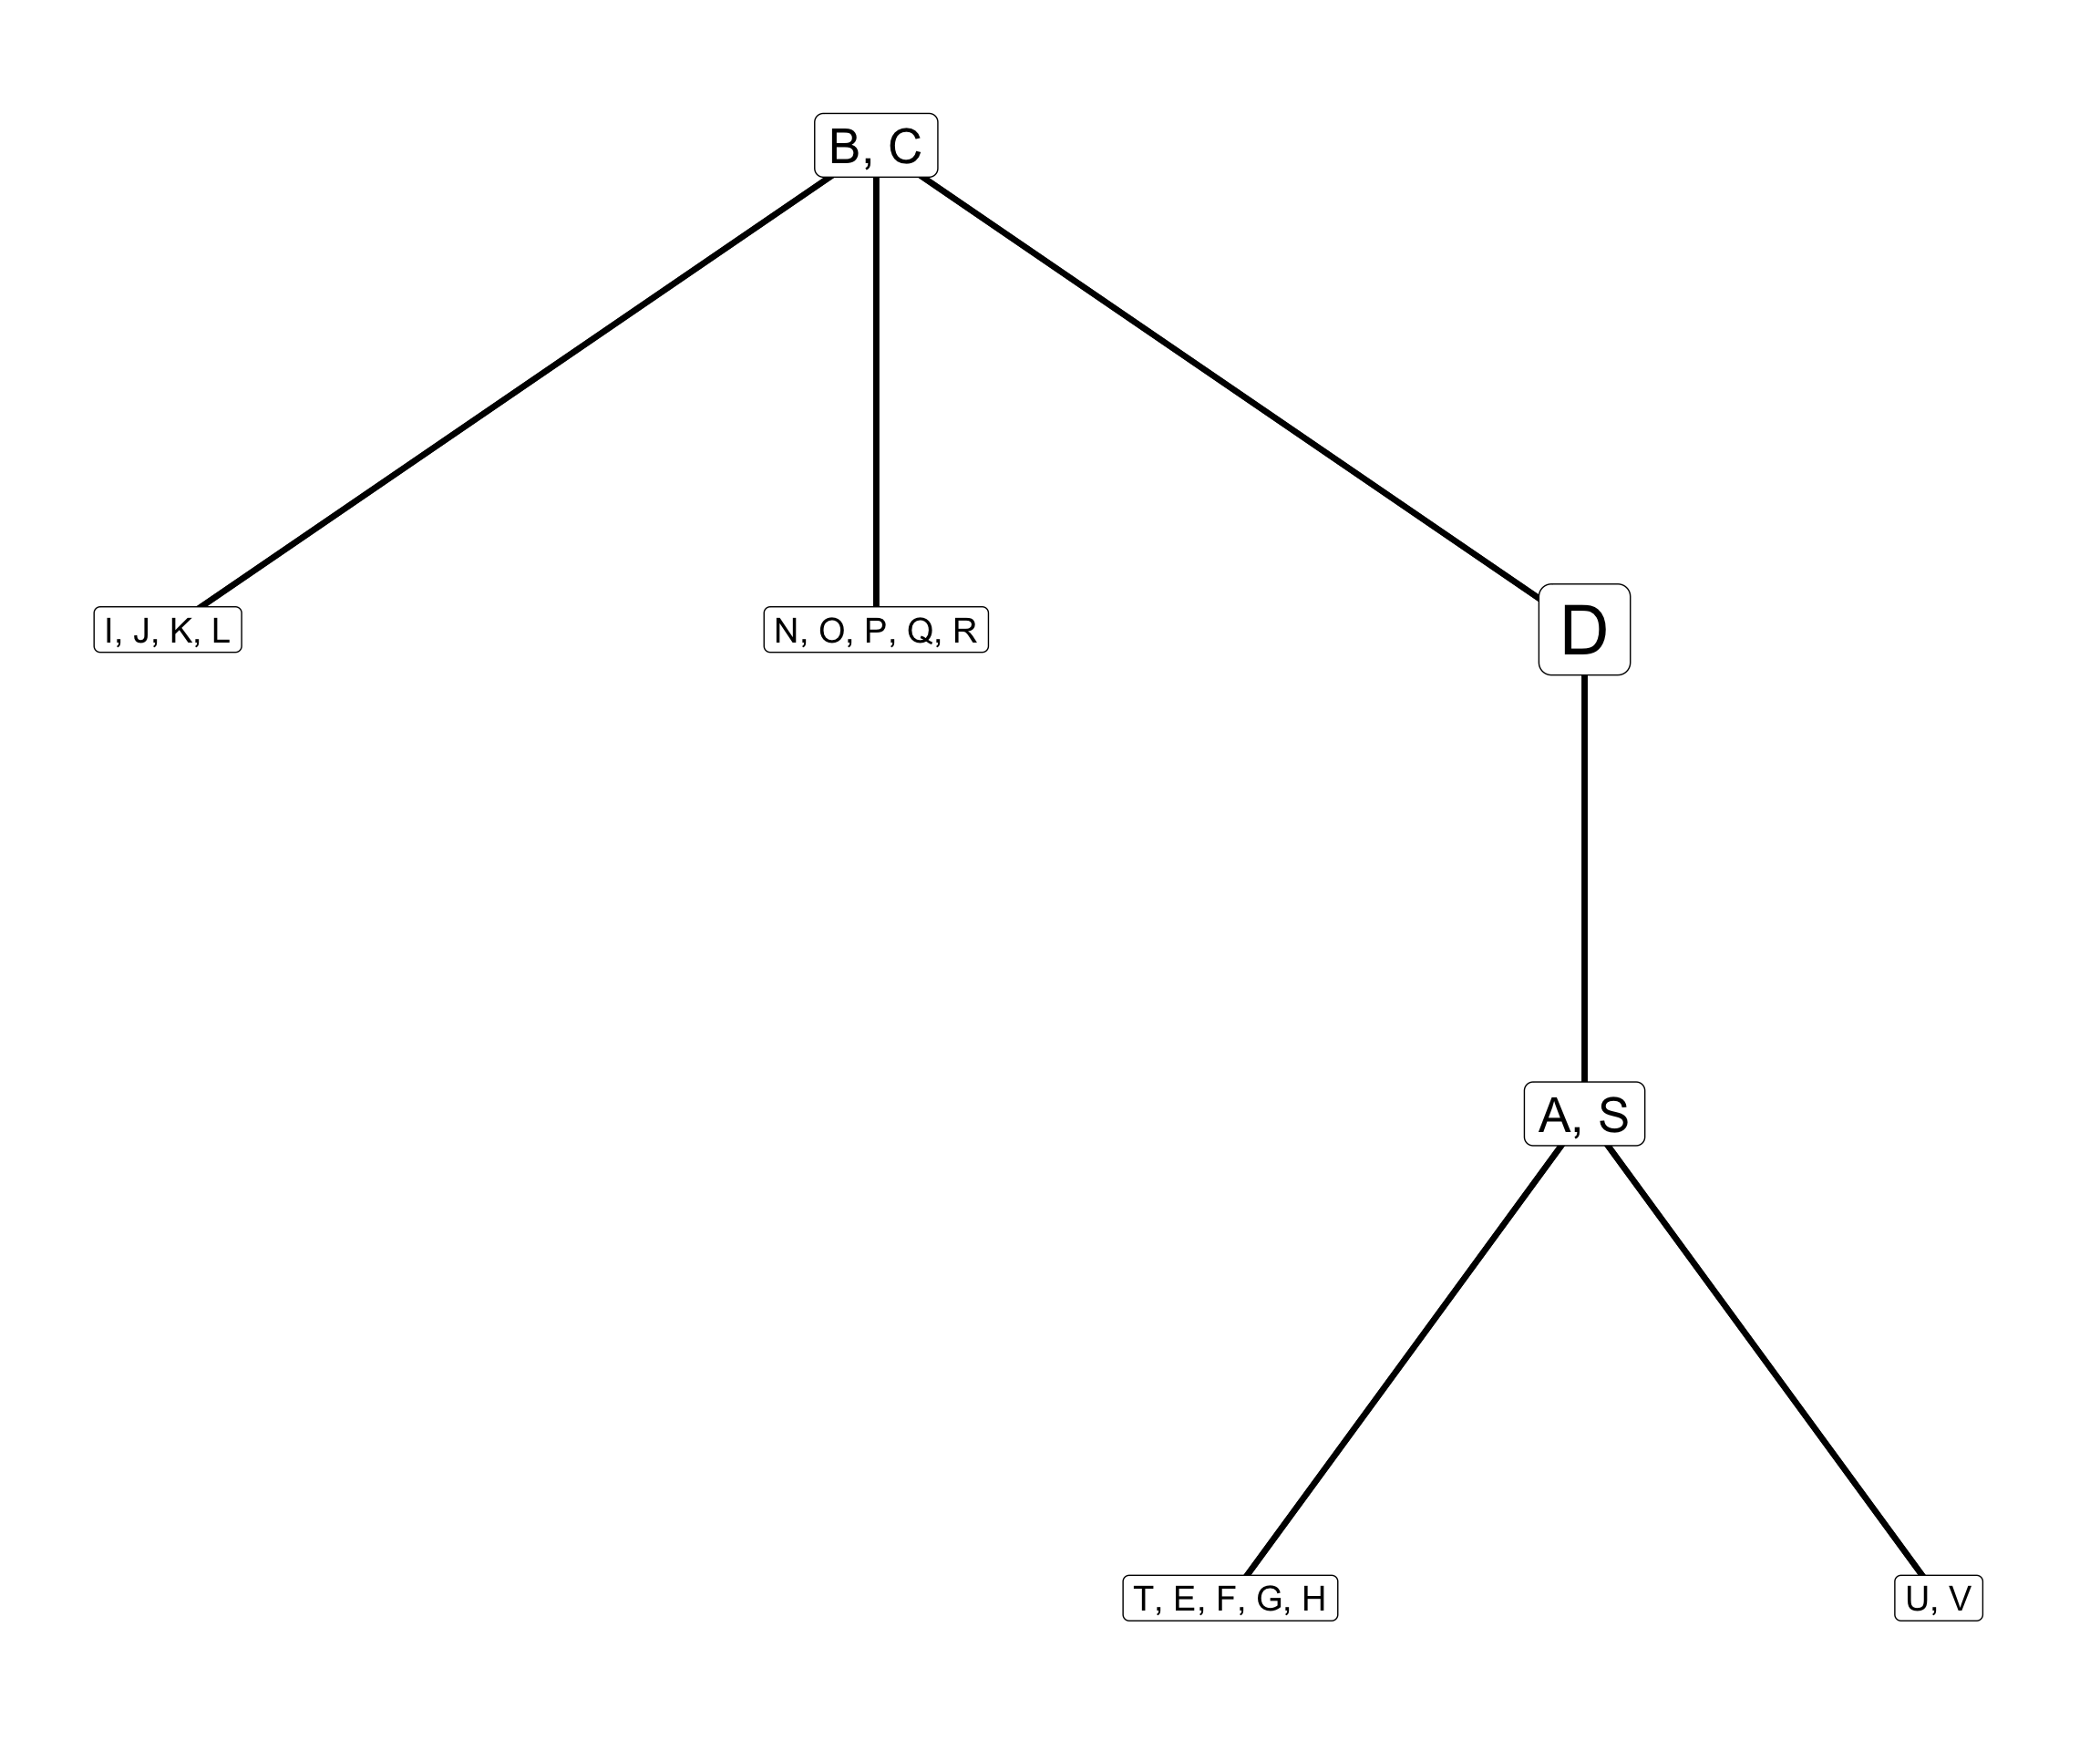 B, C
I, J, K, L
N, O, P, Q, R
D
A, S
T, E, F, G, H
U, V